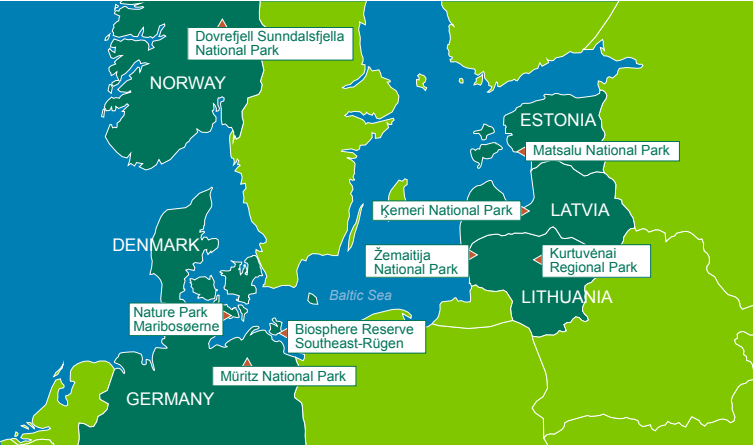 Dovrefjell Sunndalsfjella
National Park
NORWAY
ESTONIA
Matsalu National Park
Ķemeri National Park
LATVIA
DENMARK
Žemaitija
National Park
Kurtuvėnai
Regional Park
Baltic Sea
LITHUANIA
Nature Park
Maribosøerne
Biosphere Reserve
Southeast-Rügen
Müritz National Park
GERMANY